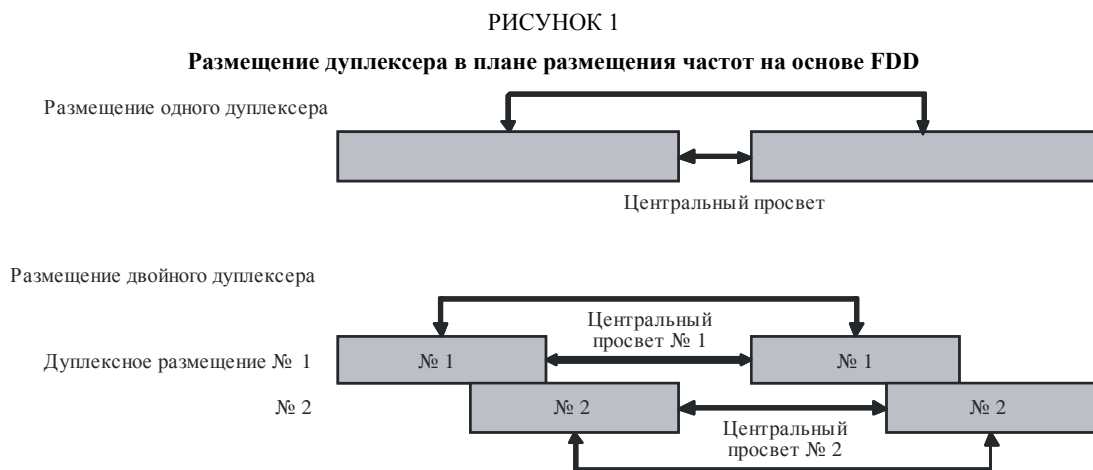 РИСУНОК 1
Размещение дуплексера в плане размещения частот на основе FDD
Размещение одного дуплексера
Центральный просвет
Размещение двойного дуплексера
Центральный
просвет № 1
Дуплексное размещение № 1
№ 1
№ 1
№ 2
№ 2
№ 2
Центральный
просвет № 2